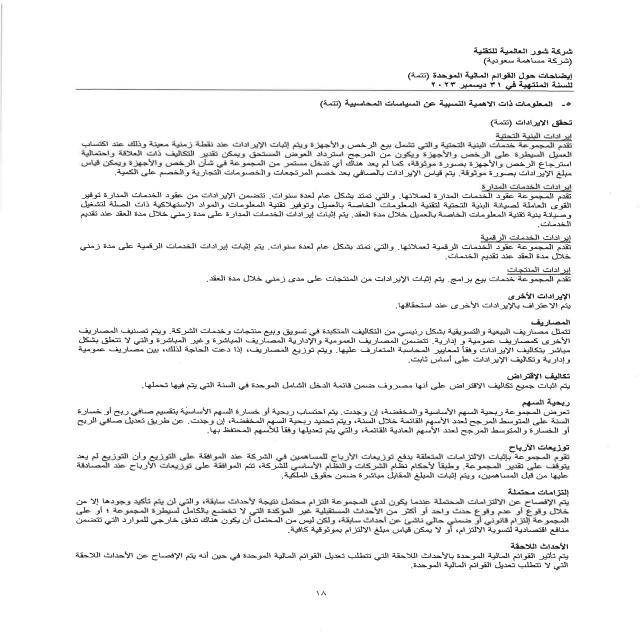 شركة شور العالمية للتقنية
(شركة مساهمة سعودية)
إيضاحات حول القوائم المالية الموحدة (تتمة)
للسنة المنتهية في ٣١ ديسمبر ٢٠٢٣
٥- المعلومات ذات الاهمية النسبية عن السياسات المحاسبية (تتمة)
تحقق الايرادات (تتمة)
إيرادات البنية التحتية
تقدم المجموعة خدمات البنية التحتية والتي تشمل بيع الرخص والأجهزة ويتم إثبات الإيرادات عند نقطة زمنية معينة وذلك عند اكتساب
العميل السيطرة على الرخص والأجهزة ويكون من المرجح استرداد العوض المستحق ويمكن تقدير التكاليف ذات العلاقة واحتمالية
استرجاع الرخص والأجهزة بصورة موثوقة، كما لم يعد هناك أي تدخل مستمر من المجموعة في شأن الرخص والأجهزة ويمكن قياس
مبلغ الإيرادات بصورة موثوقة. يتم قياس الإيرادات بالصافي بعد خصم المرتجعات والخصومات التجارية والخصم على الكمية.
إيرادات الخدمات المدارة
تقدم المجموعة عقود الخدمات المدارة لعملائها. والتي تمتد بشكل عام لعدة سنوات. تتضمن الإيرادات من عقود الخدمات المدارة توفير
القوى العاملة لصيانة البنية التحتية لتقنية المعلومات الخاصة بالعميل وتوفير تقنية المعلومات والمواد الاستهلاكية ذات الصلة لتشغيل
وصيانة بنية تقنية المعلومات الخاصة بالعميل خلال مدة العقد. يتم إثبات إيرادات الخدمات المدارة على مدى زمني خلال مدة العقد عند تقديم
الخدمات.
إيرادات الخدمات الرقمية
تقدم المجموعة عقود الخدمات الرقمية لعملائها. والتي تمتد بشكل عام لعدة سنوات. يتم إثبات إيرادات الخدمات الرقمية على مدى زمني
خلال مدة العقد عند تقديم الخدمات.
إيرادات المنتجات
تقدم المجموعة خدمات بيع برامج. يتم إثبات الإيرادات من المنتجات على مدى زمني خلال مدة العقد.
الإيرادات الأخرى
يتم الاعتراف بالإيرادات الأخرى عند استحقاقها.
المصاريف
تتمثل مصاريف البيعية والتسويقية بشكل رئيسي من التكاليف المتكبدة في تسويق وبيع منتجات وخدمات الشركة. ويتم تصنيف المصاريف
الأخرى كمصاريف عمومية و إدارية. تتضمن المصاريف العمومية والإدارية المصاريف المباشرة وغير المباشرة والتي لا تتعلق بشكل
مباشر بتكاليف الإيرادات وفقاً لمعايير المحاسبة المتعارف عليها. ويتم توزيع المصاريف، إذا دعت الحاجة لذلك، بين مصاريف عمومية
وإدارية وتكاليف الإيرادات على أساس ثابت.
تكاليف الإقتراض
يتم اثبات جميع تكاليف الاقتراض على أنها مصروف ضمن قائمة الدخل الشامل الموحدة في السنة التي يتم فيها تحملها.
ربحية السهم
تعرض المجموعة ربحية السهم الأساسية والمخفضة، إن وجدت. يتم احتساب ربحية أو خسارة السهم الأساسية بتقسيم صافي ربح أو خسارة
السنة على المتوسط المرجح لعدد الأسهم القائمة خلال السنة، ويتم تحديد ربحية السهم المخفضة، إن وجدت. عن طريق تعديل صافي الربح
أو الخسارة والمتوسط المرجح لعدد الأسهم العادية القائمة، والتي يتم تعديلها وفقاً للأسهم المحتفظ بها.
توزيعات الأرباح
تقوم المجموعة بإثبات الالتزامات المتعلقة بدفع توزيعات الأرباح للمساهمين في الشركة عند الموافقة على التوزيع وأن التوزيع لم يعد
يتوقف على تقدير المجموعة. وطبقاً لأحكام نظام الشركات والنظام الأساسي للشركة، تتم الموافقة على توزيعات الأرباح عند المصادقة
عليها من قبل المساهمين، ويتم إثبات المبلغ المقابل مباشرة ضمن حقوق الملكية.
إلتزامات محتملة
يتم الإفصاح عن الالتزامات المحتملة عندما يكون لدى المجموعة التزام محتمل نتيجة لأحداث سابقة، والتي لن يتم تأكيد وجودها إلا من
خلال وقوع أو عدم وقوع حدث واحد أو أكثر من الأحداث المستقبلية غير المؤكدة التي لا تخضع بالكامل لسيطرة المجموعة ؛ أو على
المجموعة إلتزام قانوني أو ضمني حالي ناشئ عن أحداث سابقة، ولكن ليس من المحتمل أن يكون هناك تدفق خارجي للموارد التي تتضمن
منافع اقتصادية لتسوية الالتزام، أو لا يمكن قياس مبلغ الالتزام بموثوقية كافية.
الأحداث اللاحقة
يتم تأثير القوائم المالية الموحدة بالأحداث اللاحقة التي تتطلب تعديل القوائم المالية الموحدة في حين أنه يتم الإفصاح عن الأحداث اللاحقة
التي لا تتطلب تعديل القوائم المالية الموحدة.
١٨